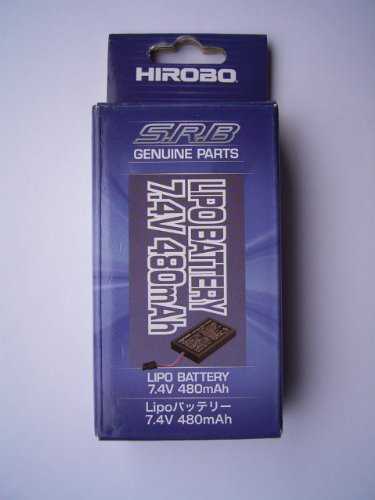 HIROBO
S.R.B
GENUINE PARTS
LIPO BATTERY
7.4V 480mAh
LIPO BATTERY
7.4V 480mAh
Lipoバッテリー
7.4V 480mAh